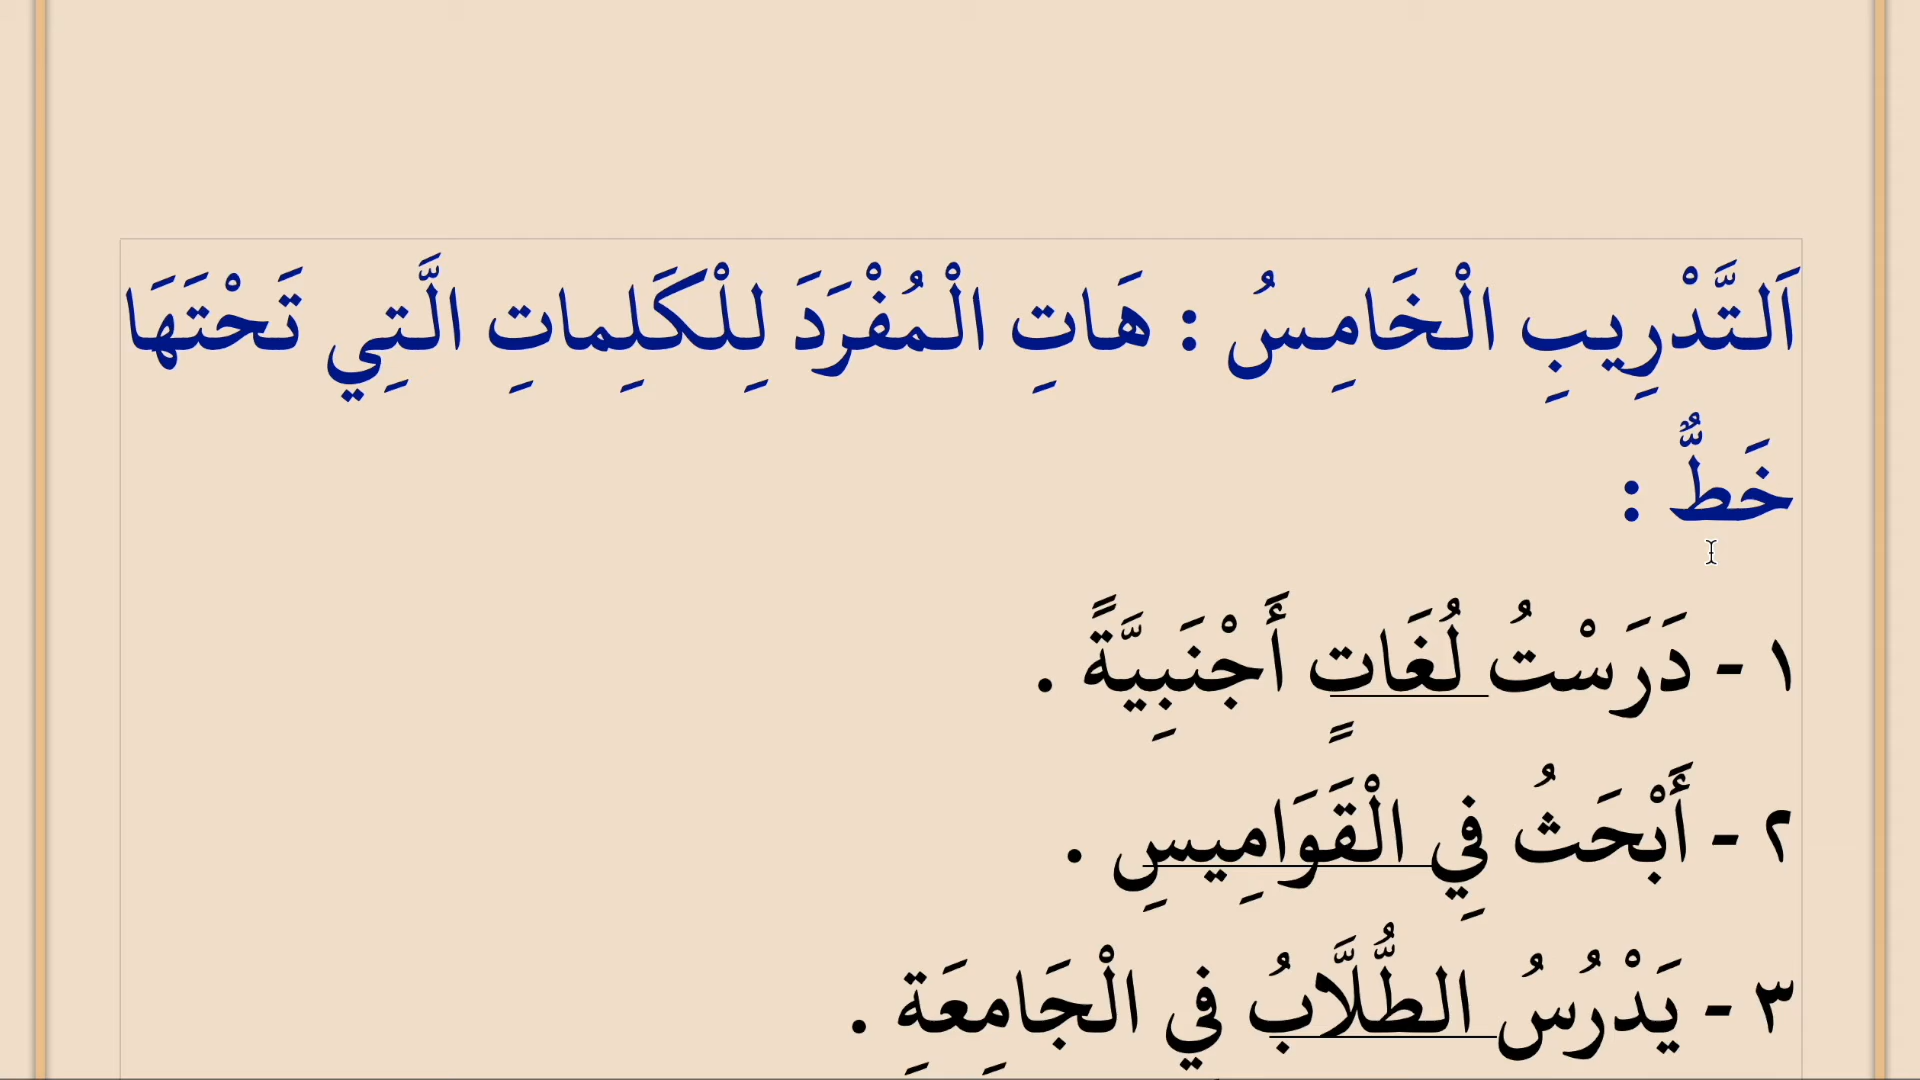 اَلتَّدْرِيبِ الْخَامِسُ : هَاتِ الْمُفْرَدَ لِلْكَلِماتِ الَّتِي تَحْتَهَا
خَطٌّ :
١ - دَرَسْتُ لُغَاتٍ أَجْنَبِيَّةً .
٢ - أَبْحَثُ فِي الْقَوَامِيسِ .
٣ - يَدْرُسُ الطُّلَّابُ فِي الْجَامِعَةِ .